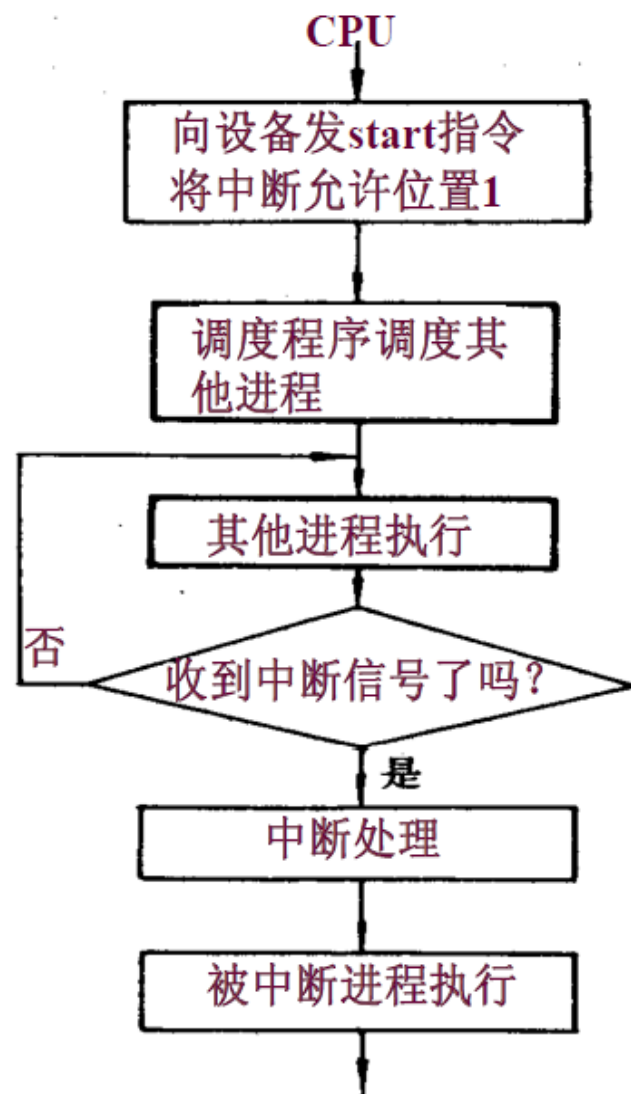 CPU
向设备发start指令
将中断允许位置1
调度程序调度其
他进程
其他进程执行
否
收到中断信号了吗?
是
中断处理
被中断进程执行